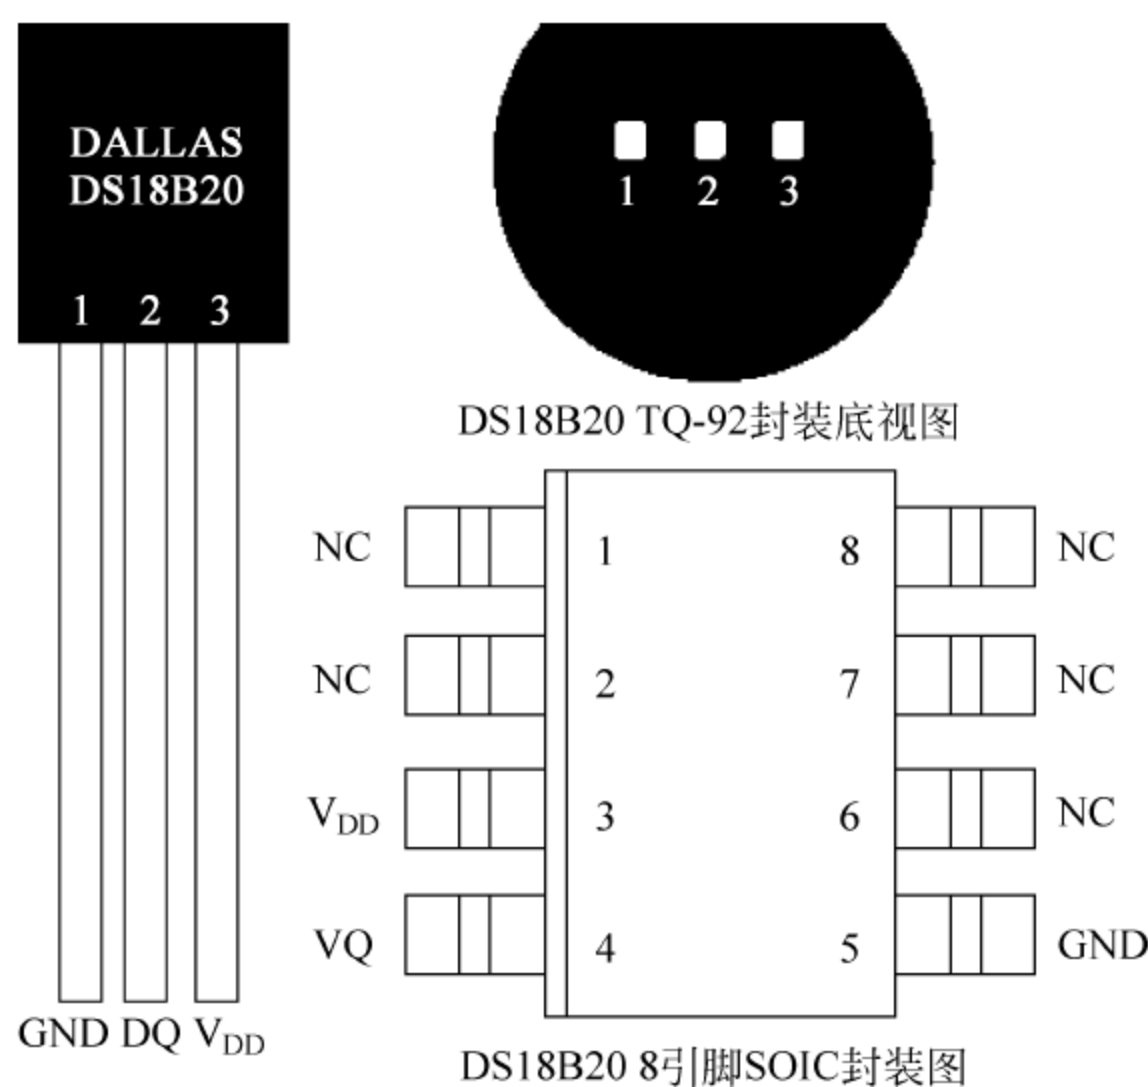 DALLAS
DS18B20
1 2 3
GND DQ VDD
1 2 3
DS18B20 TQ-92封装底视图
NC 1 8 NC
NC 2 7 NC
VDD 3 6 NC
VQ 4 5 GND
DS18B20 8引脚SOIC封装图